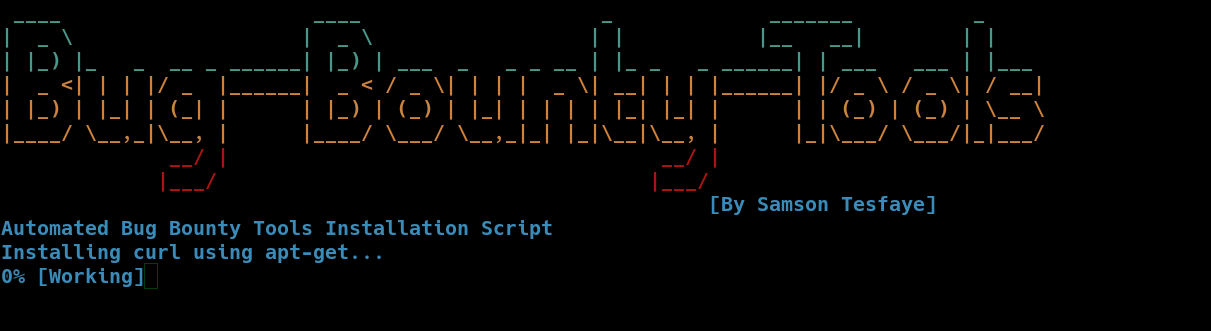 Bug-Bounty-Tools
[By Samson Tesfaye]
Automated Bug Bounty Tools Installation Script
Installing curl using apt-get...
0% [Working]